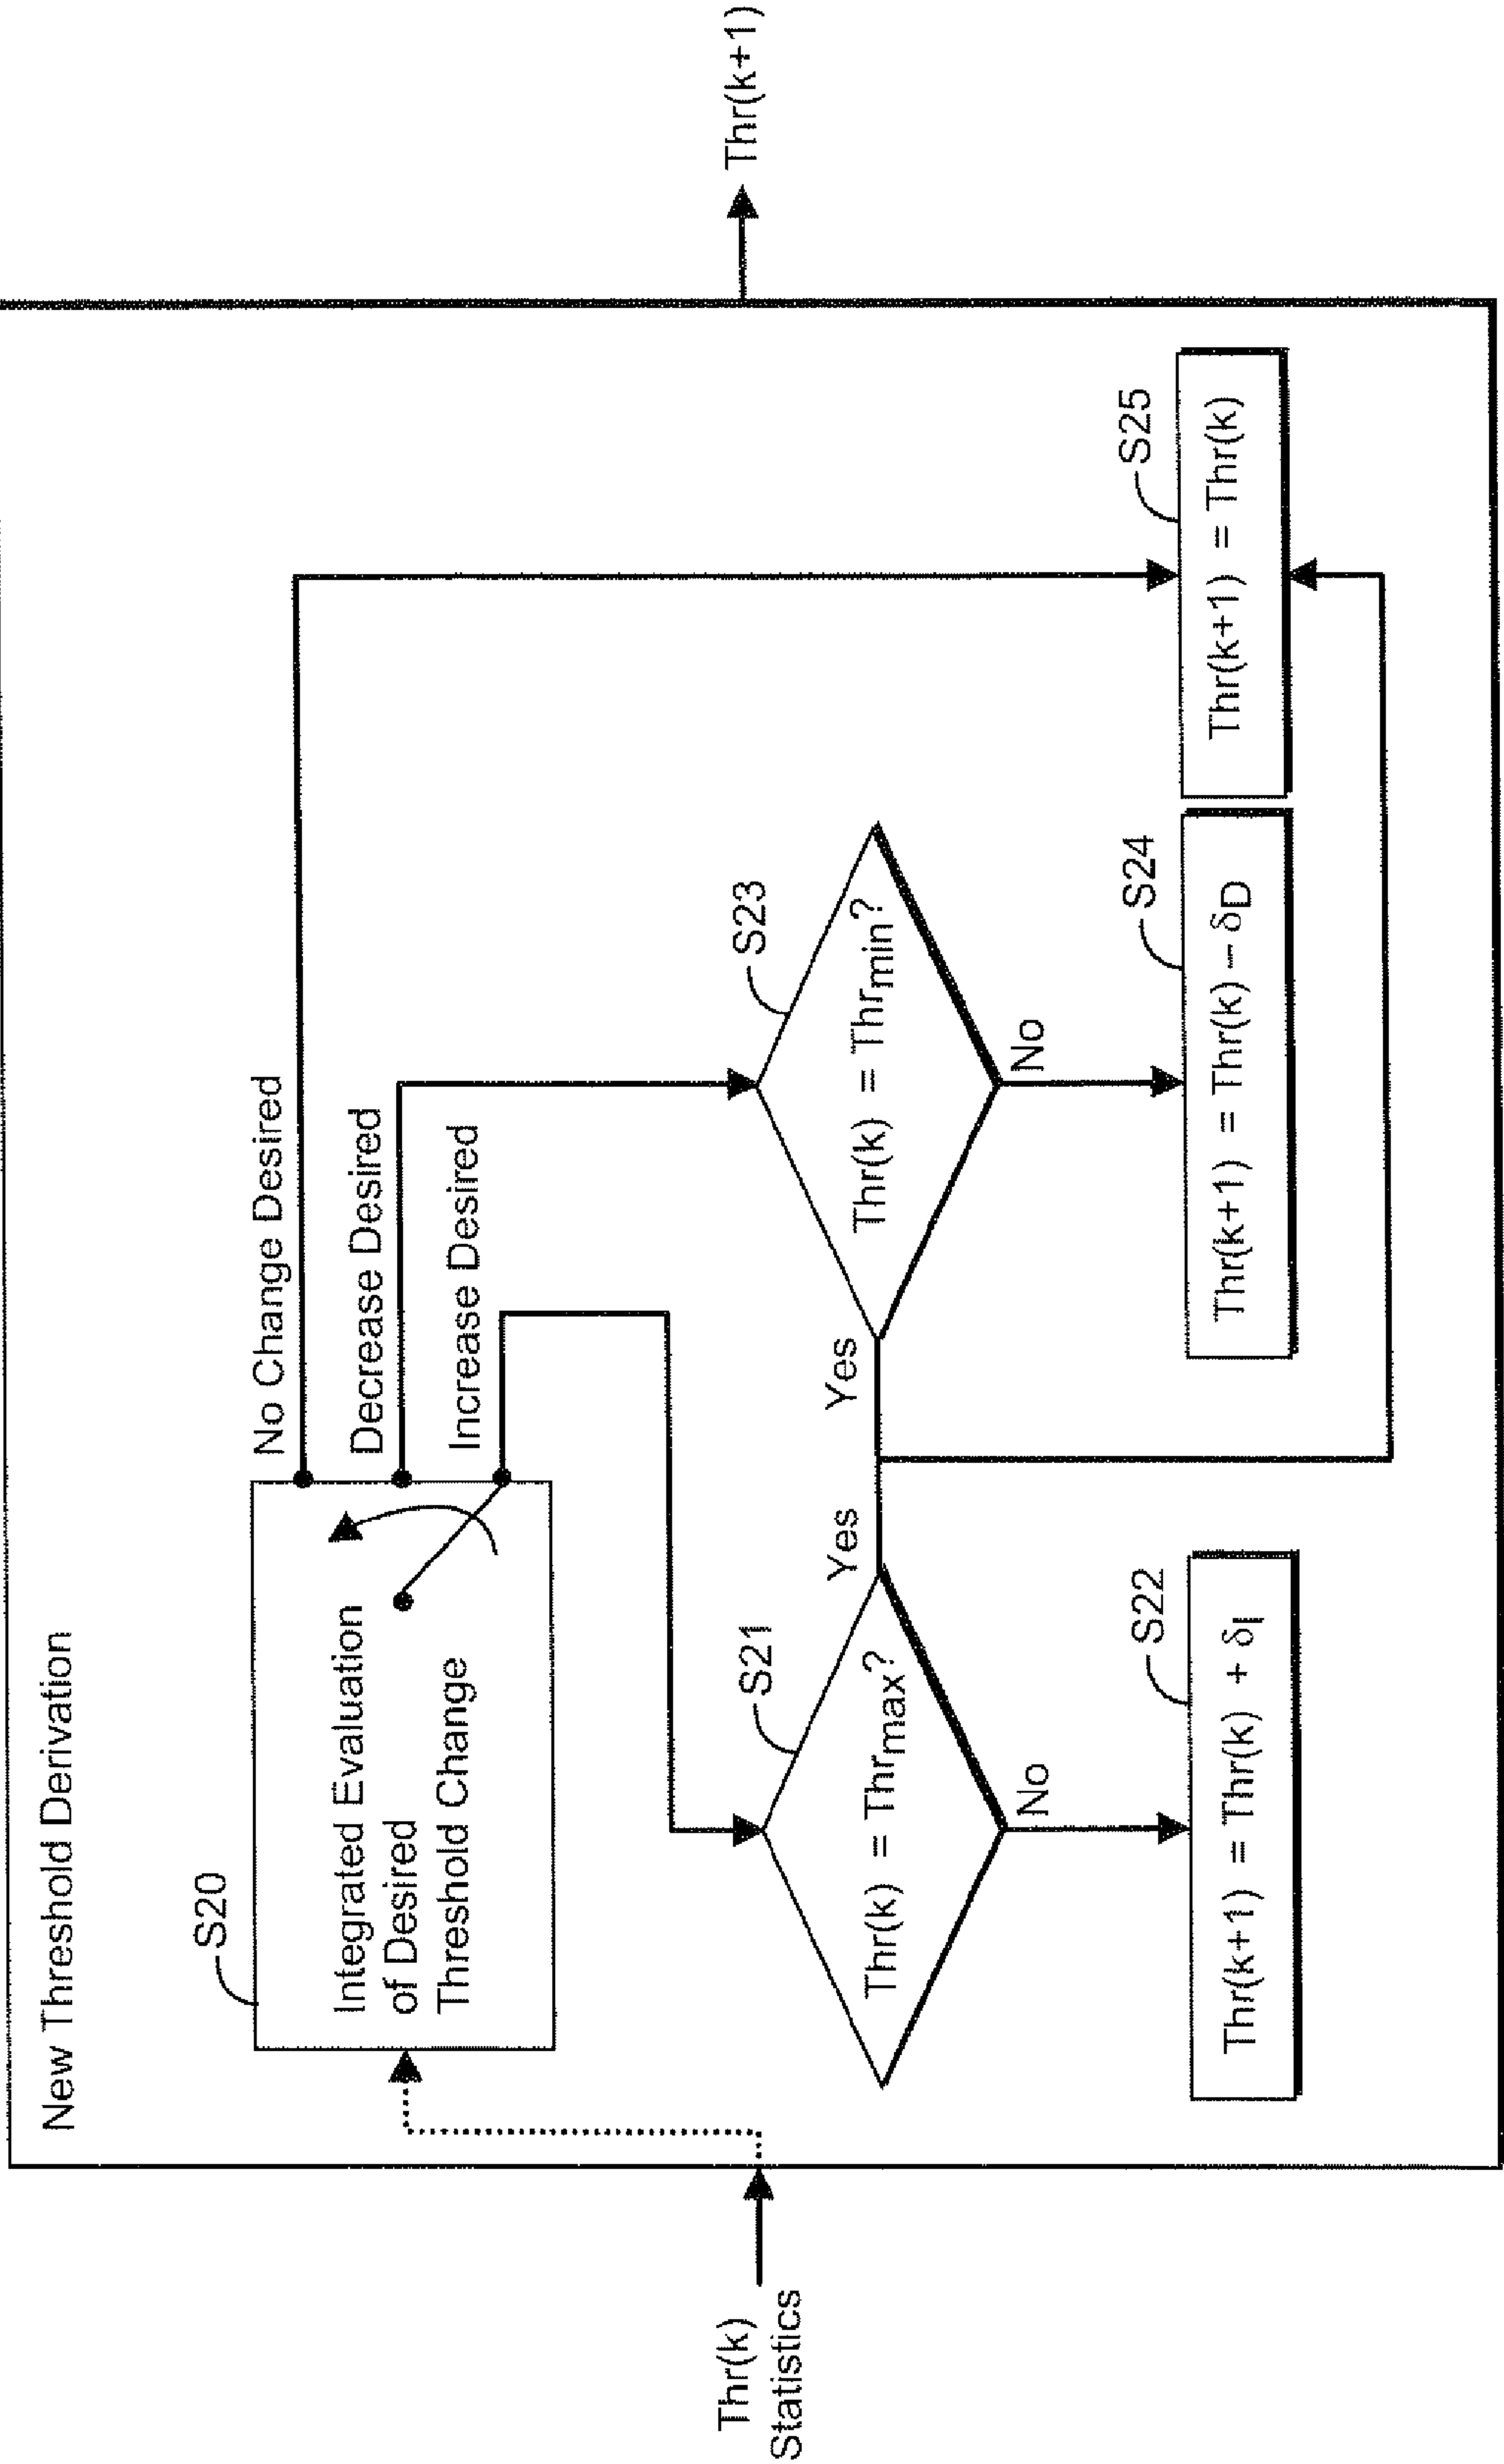 New Threshold Derivation
S20
Integrated Evaluation
of Desired
Threshold Change
No Change Desired
Decrease Desired
Increase Desired
Thr(k)
Statistics
S21
Thr(k) = Thrmax?
Yes
No
S23
Thr(k) = Thrmin?
Yes
No
S22
Thr(k+1) = Thr(k) + δI
S24
Thr(k+1) = Thr(k) – δD
S25
Thr(k+1) = Thr(k)
Thr(k+1)